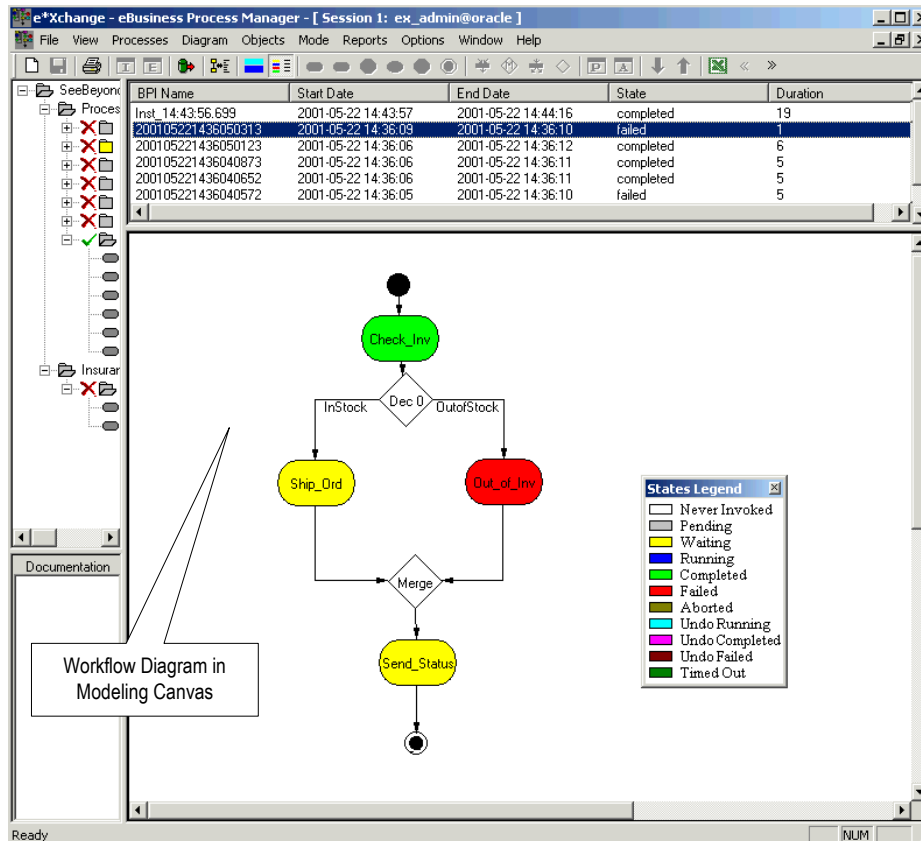 e*Xchange - eBusiness Process Manager - [ Session 1: ex_admin@oracle ]
File View Processes Diagram Objects Mode Reports Options Window Help
SeeBeyond
Proces
Insurar
BPI Name Start Date End Date State Duration
Inst_14:43:56.699 2001-05-22 14:43:57 2001-05-22 14:44:16 completed 19
200105221436050313 2001-05-22 14:36:09 2001-05-22 14:36:10 failed 1
200105221436050123 2001-05-22 14:36:06 2001-05-22 14:36:12 completed 6
200105221436040873 2001-05-22 14:36:06 2001-05-22 14:36:11 completed 5
200105221436040652 2001-05-22 14:36:06 2001-05-22 14:36:11 completed 5
200105221436040572 2001-05-22 14:36:05 2001-05-22 14:36:10 failed 5
Check_Inv
Dec 0
InStock OutofStock
Ship_Ord Out_of_Inv
Merge
Send_Status
States Legend
Never Invoked
Pending
Waiting
Running
Completed
Failed
Aborted
Undo Running
Undo Completed
Undo Failed
Timed Out
Documentation
Workflow Diagram in
Modeling Canvas
Ready NUM